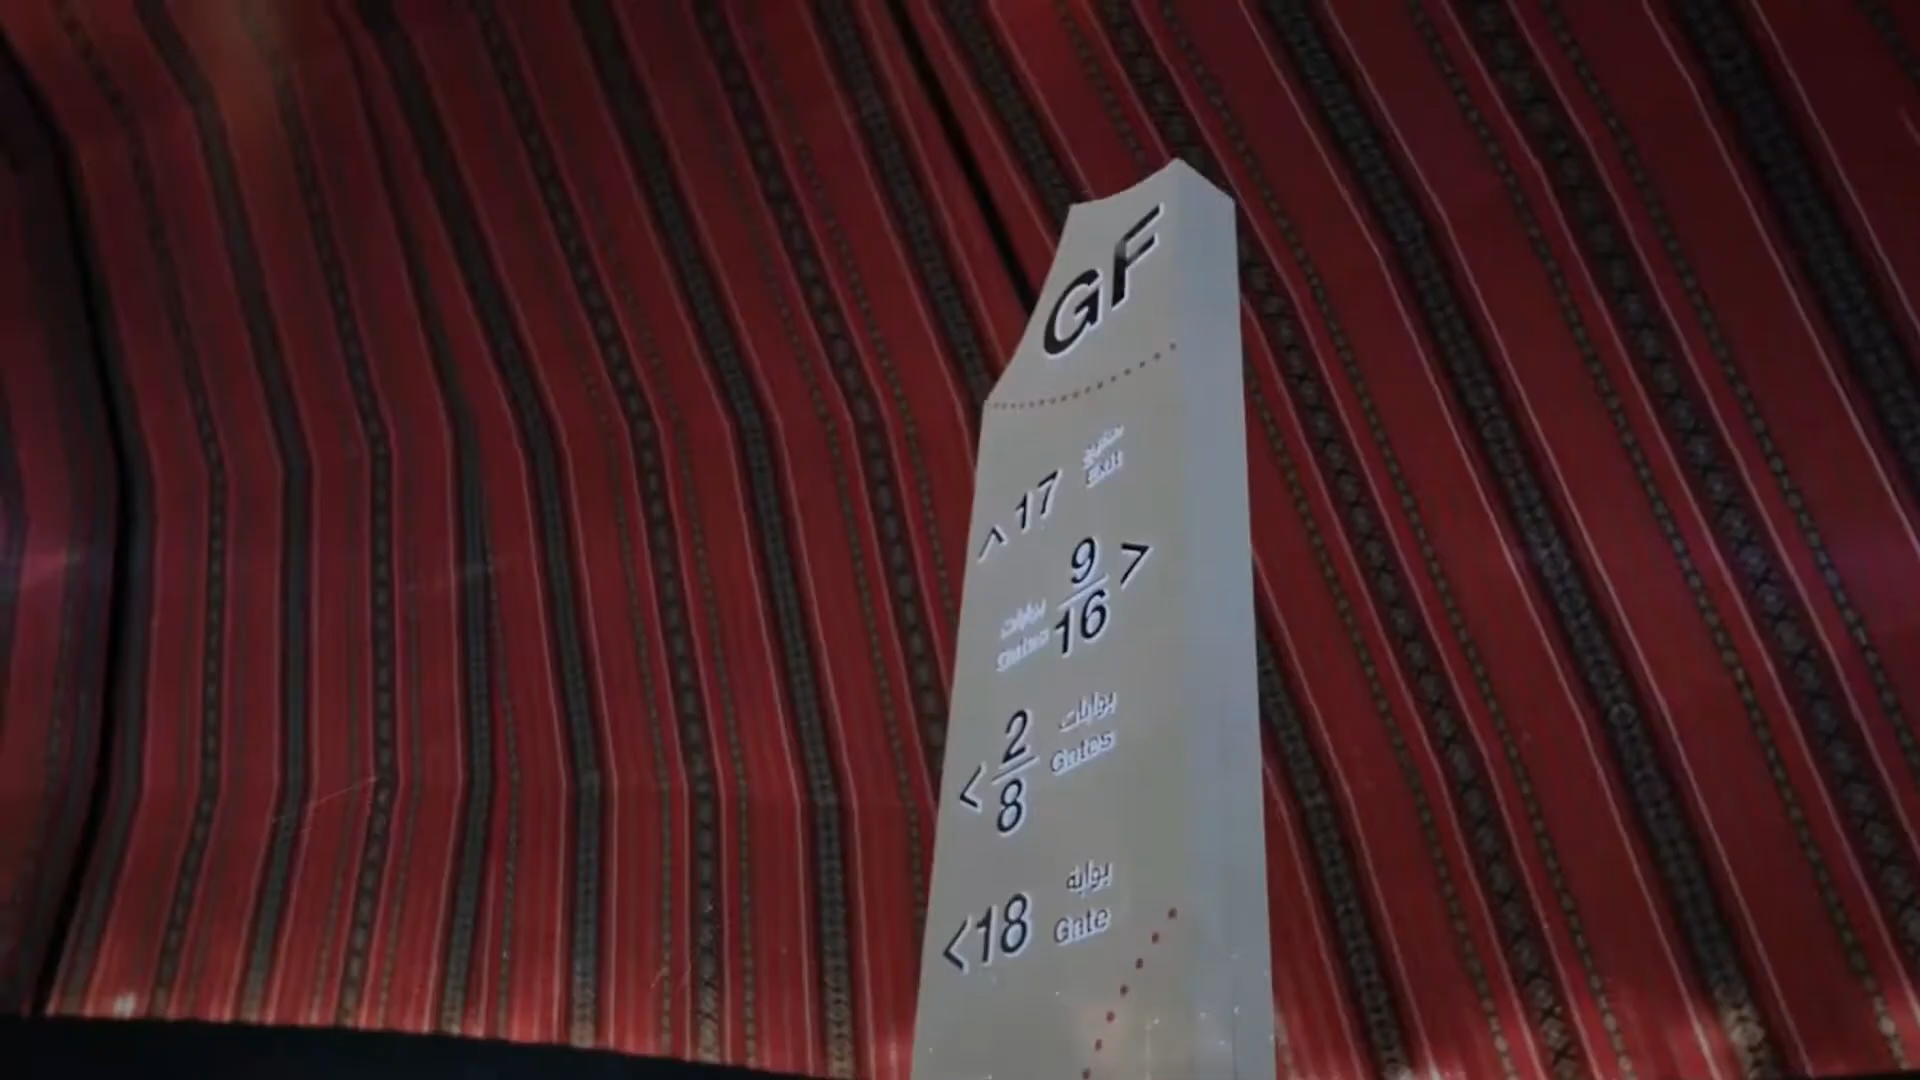 GF
مخرج
Exit
^ 17
9 >
16
بوابات
Gates
بوابات
Gates
< 2
8
بوابة
Gate
<18